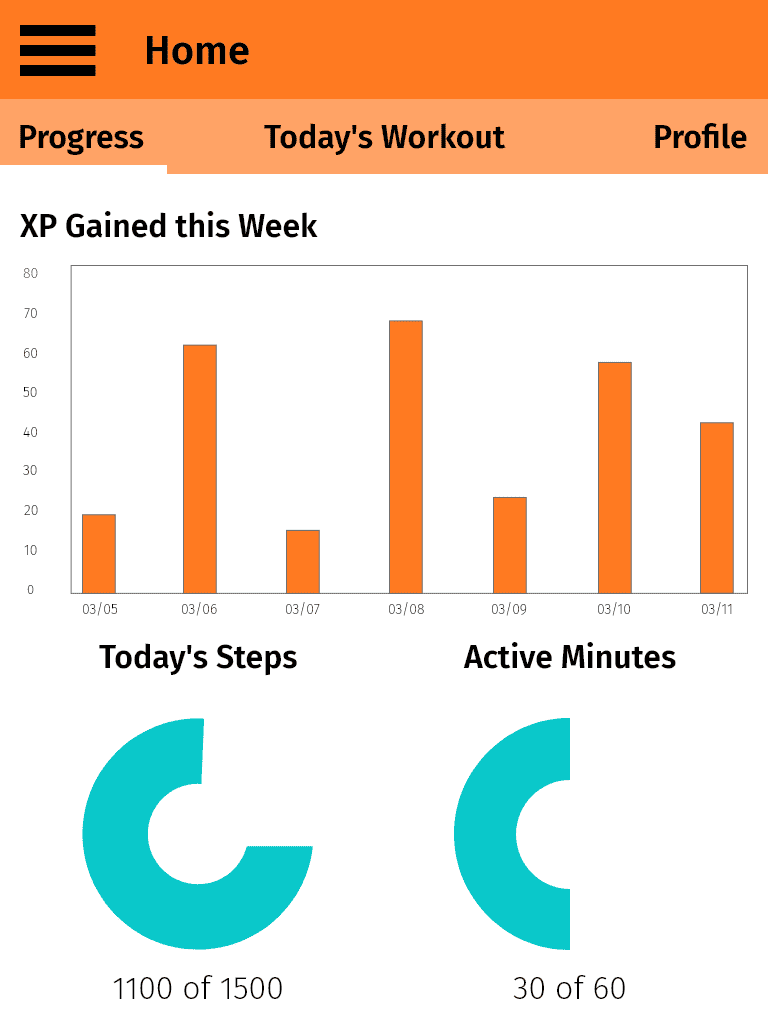 Home
Progress Today's Workout Profile
XP Gained this Week
80
70
60
50
40
30
20
10
0
03/05 03/06 03/07 03/08 03/09 03/10 03/11
Today's Steps Active Minutes
1100 of 1500 30 of 60